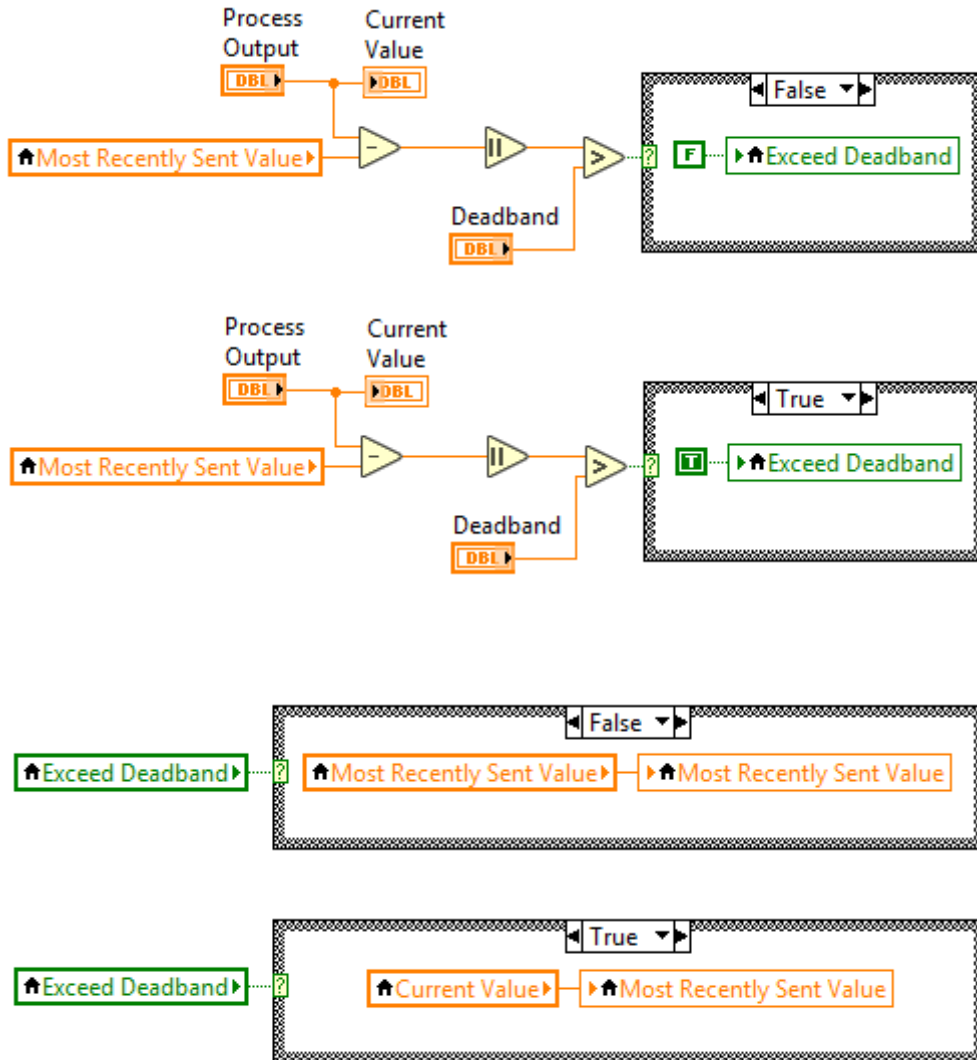 Process
Output
Current
Value
DBL
DBL
False
Most Recently Sent Value
-
>
?
F
Exceed Deadband
Deadband
DBL
Process
Output
Current
Value
DBL
DBL
True
Most Recently Sent Value
-
>
?
T
Exceed Deadband
Deadband
DBL
False
Exceed Deadband
?
Most Recently Sent Value
Most Recently Sent Value
True
Exceed Deadband
?
Current Value
Most Recently Sent Value